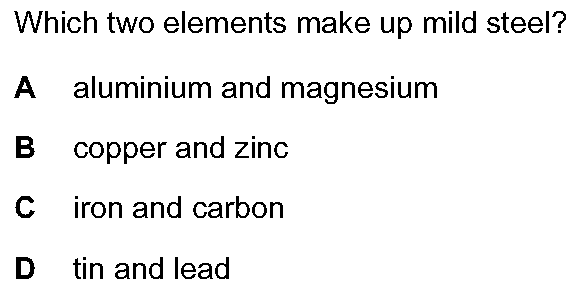 Which two elements make up mild steel?
A aluminium and magnesium
B copper and zinc
C iron and carbon
D tin and lead